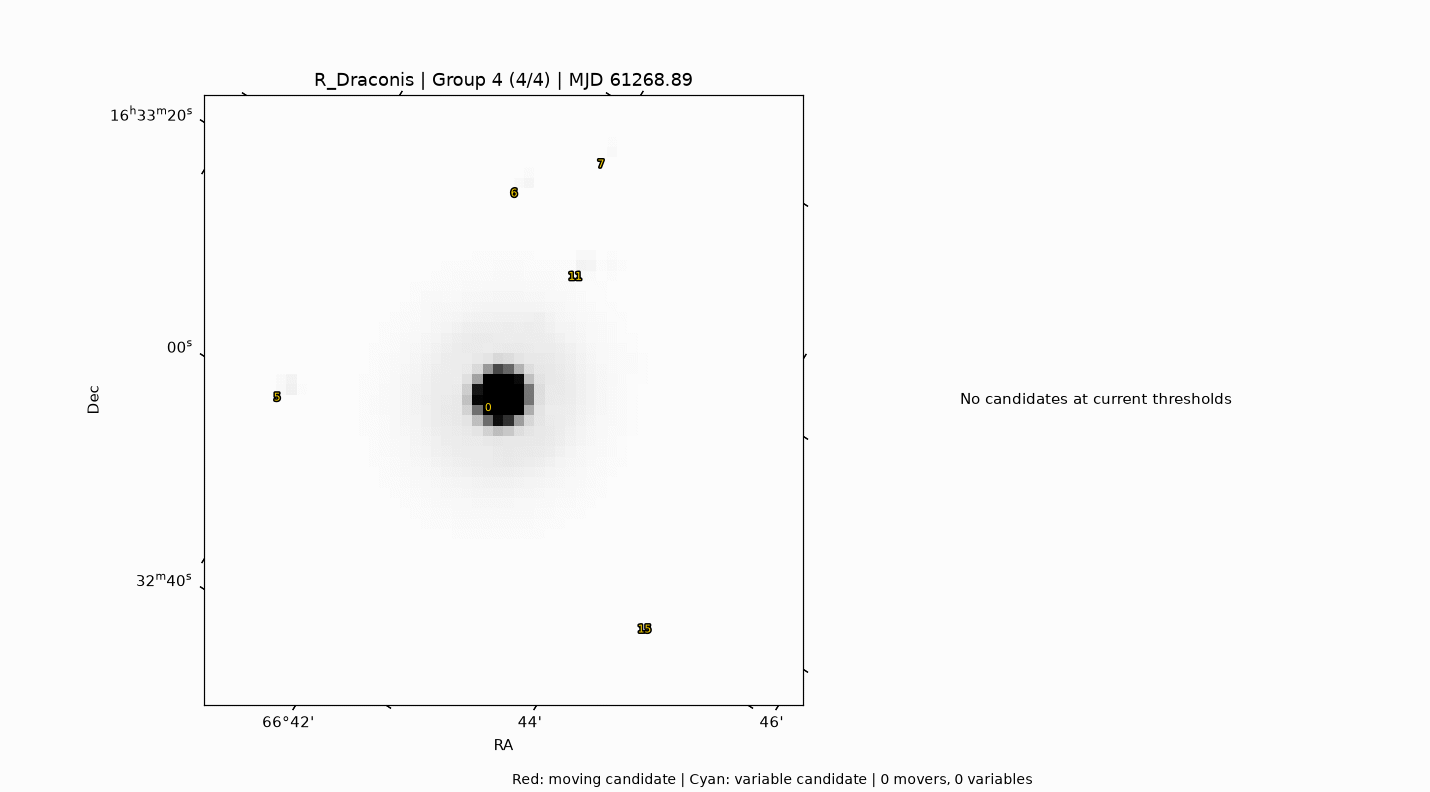 R_Draconis | Group 4 (4/4) | MJD 61268.89
16h33m20s
7
6
11
00s
5
0
Dec
No candidates at current thresholds
32m40s
15
66°42'
44'
46'
RA
Red: moving candidate | Cyan: variable candidate | 0 movers, 0 variables